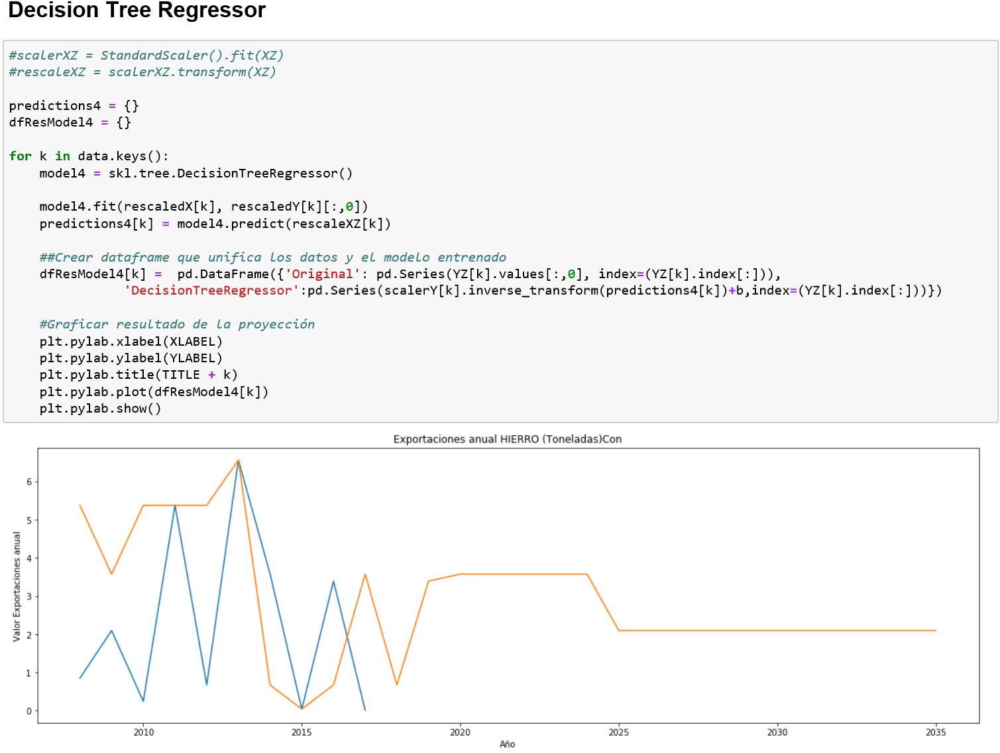 Decision Tree Regressor
#scalerXZ = StandardScaler().fit(XZ)
#rescaleXZ = scalerXZ.transform(XZ)
predictions4 = {}
dfResModel4 = {}
for k in data.keys():
    model4 = skl.tree.DecisionTreeRegressor()
    model4.fit(rescaledX[k], rescaledY[k][:,0])
    predictions4[k] = model4.predict(rescaleXZ[k])
    ##Crear dataframe que unifica los datos y el modelo entrenado
    dfResModel4[k] =  pd.DataFrame({'Original': pd.Series(YZ[k].values[:,0], index=(YZ[k].index[:])),
               'DecisionTreeRegressor':pd.Series(scalerY[k].inverse_transform(predictions4[k])+b,index=(YZ[k].index[:]))})
    #Graficar resultado de la proyección
    plt.pylab.xlabel(XLABEL)
    plt.pylab.ylabel(YLABEL)
    plt.pylab.title(TITLE + k)
    plt.pylab.plot(dfResModel4[k])
    plt.pylab.show()
Exportaciones anual HIERRO (Toneladas)Con
Valor Exportaciones anual
6
5
4
3
2
1
0
2010 2015 2020 2025 2030 2035
Año